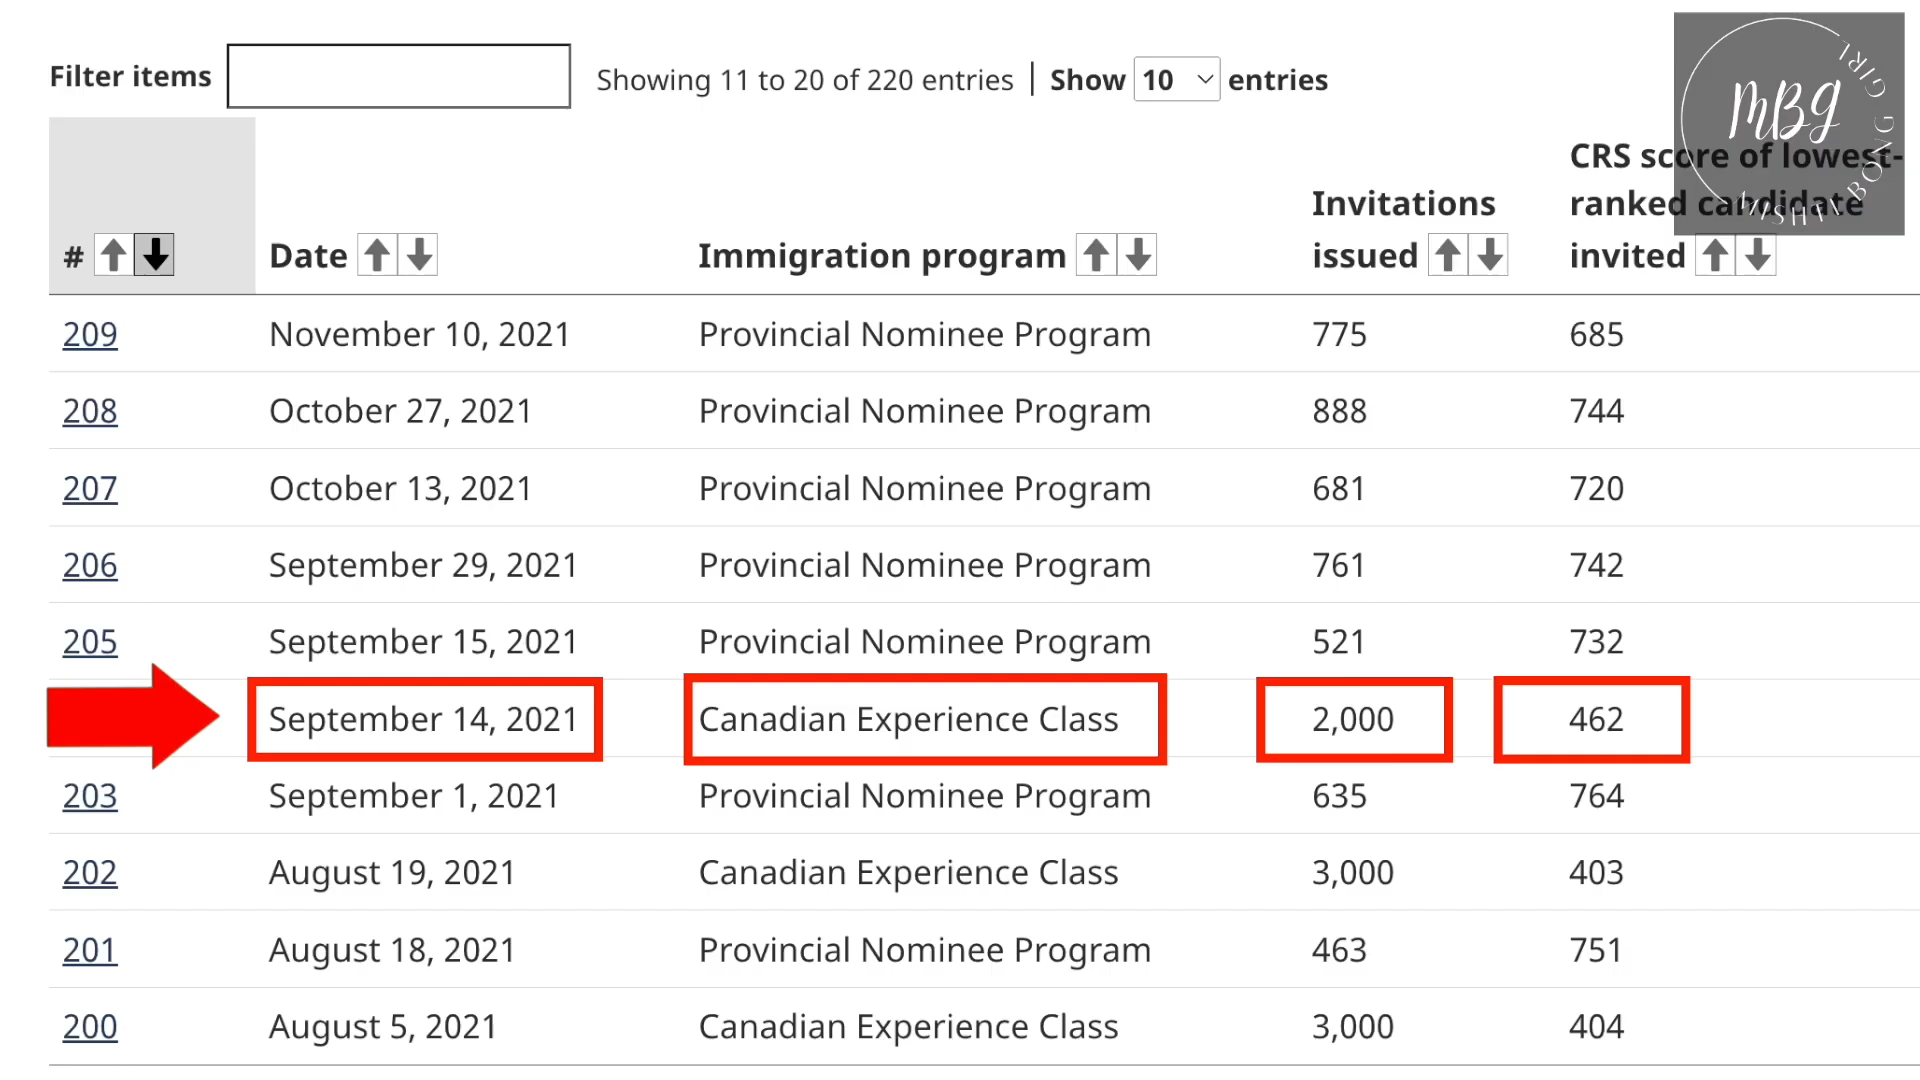 Filter items
Showing 11 to 20 of 220 entries | Show 10 entries
MBG
MISHTI BONG GIRL
# Date Immigration program Invitations issued CRS score of lowest-ranked candidate invited
209 November 10, 2021 Provincial Nominee Program 775 685
208 October 27, 2021 Provincial Nominee Program 888 744
207 October 13, 2021 Provincial Nominee Program 681 720
206 September 29, 2021 Provincial Nominee Program 761 742
205 September 15, 2021 Provincial Nominee Program 521 732
September 14, 2021 Canadian Experience Class 2,000 462
203 September 1, 2021 Provincial Nominee Program 635 764
202 August 19, 2021 Canadian Experience Class 3,000 403
201 August 18, 2021 Provincial Nominee Program 463 751
200 August 5, 2021 Canadian Experience Class 3,000 404